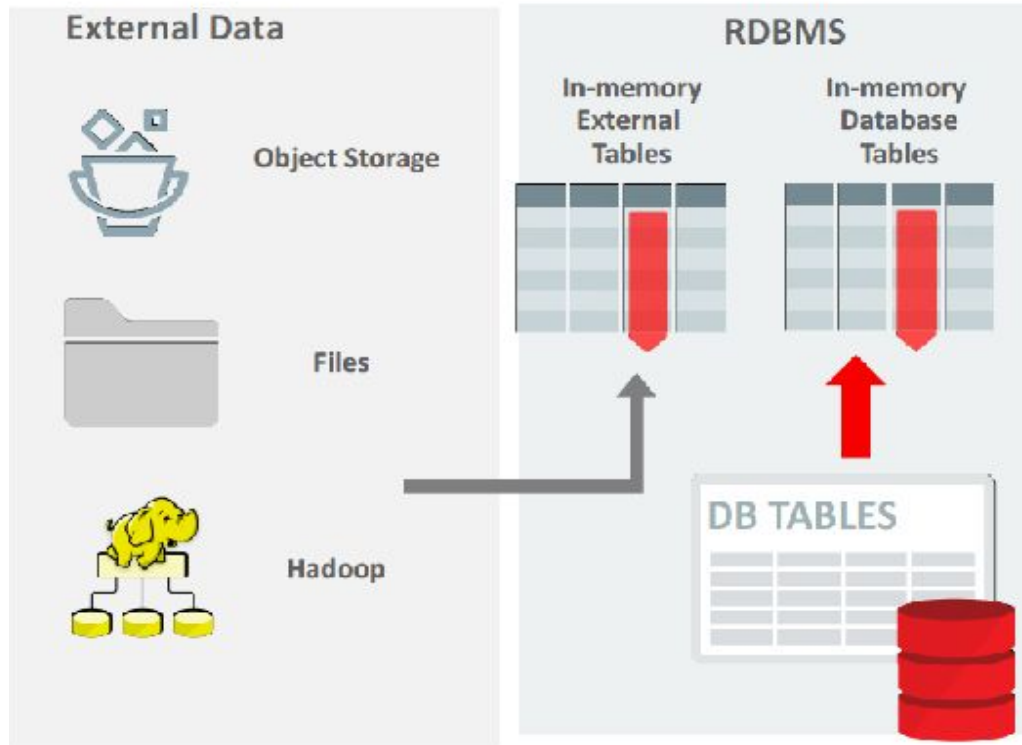 External Data
Object Storage
Files
Hadoop
RDBMS
In-memory
External
Tables
In-memory
Database
Tables
DB TABLES